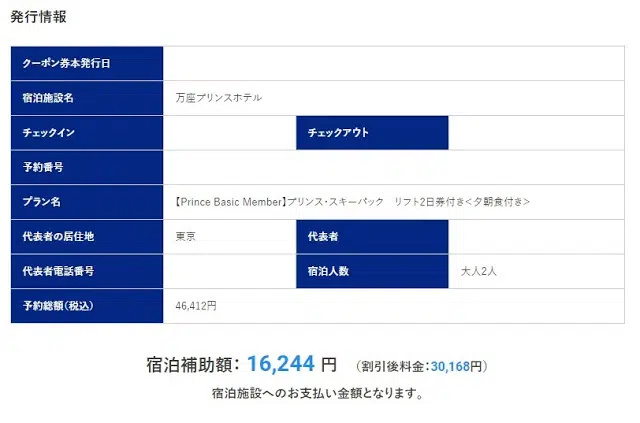 発行情報
クーポン券本発行日
宿泊施設名 万座プリンスホテル
チェックイン チェックアウト
予約番号
プラン名 【Prince Basic Member】プリンス・スキーパック リフト2日券付き<夕朝食付き>
代表者の居住地 東京 代表者
代表者電話番号 宿泊人数 大人2人
予約総額(税込) 46,412円
宿泊補助額: 16,244 円 (割引後料金:30,168円)
宿泊施設へのお支払い金額となります。